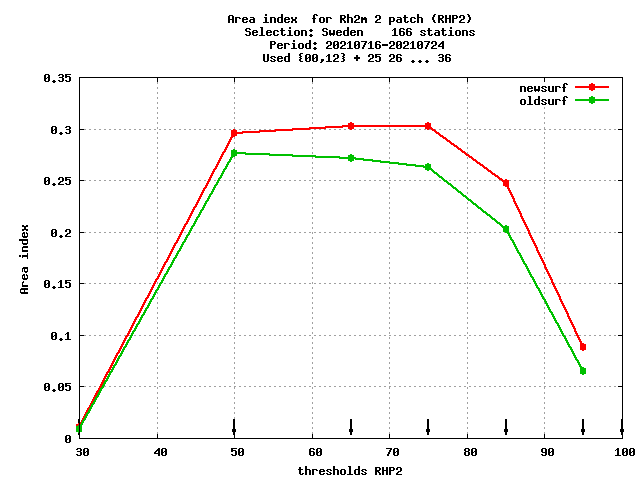 Area index  for Rh2m 2 patch (RHP2)
Selection: Sweden    166 stations
Period: 20210716-20210724
Used {00,12} + 25 26 ... 36
newsurf
oldsurf
0.35
0.3
0.25
0.2
0.15
0.1
0.05
0
Area index
30 40 50 60 70 80 90 100
thresholds RHP2